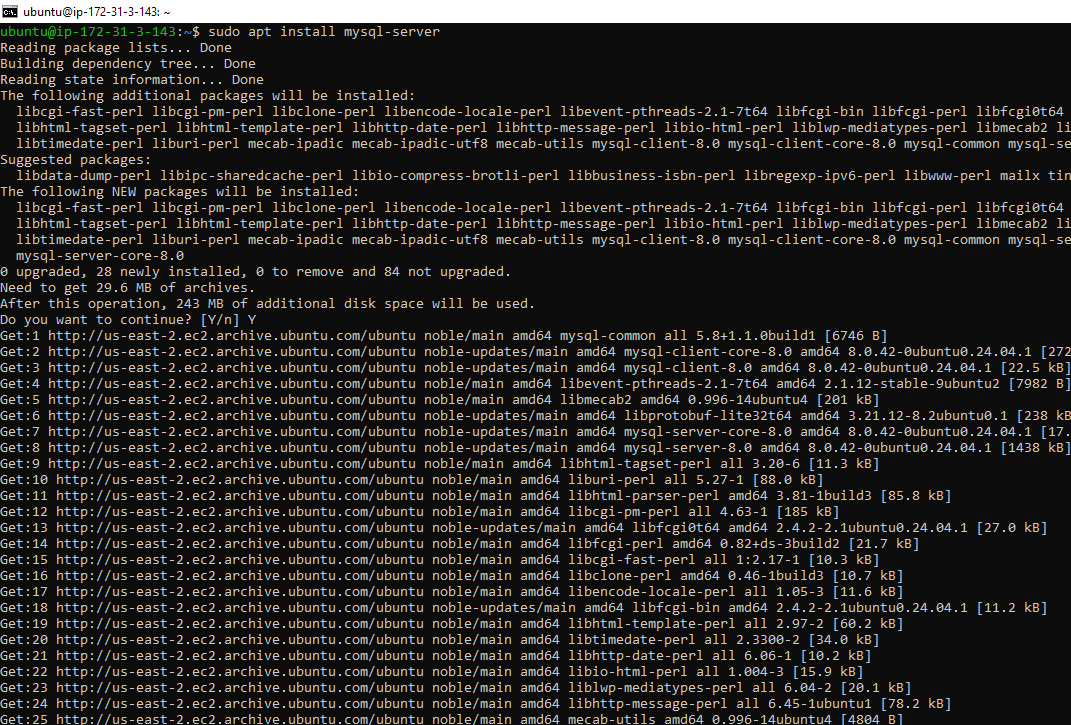 ubuntu@ip-172-31-3-143: ~
ubuntu@ip-172-31-3-143:~$ sudo apt install mysql-server
Reading package lists... Done
Building dependency tree... Done
Reading state information... Done
The following additional packages will be installed:
  libcgi-fast-perl libcgi-pm-perl libclone-perl libencode-locale-perl libevent-pthreads-2.1-7t64 libfcgi-bin libfcgi-perl libfcgi0t64
  libhtml-tagset-perl libhtml-template-perl libhttp-date-perl libhttp-message-perl libio-html-perl liblwp-mediatypes-perl libmecab2 li
  libtimedate-perl liburi-perl mecab-ipadic mecab-ipadic-utf8 mecab-utils mysql-client-8.0 mysql-client-core-8.0 mysql-common mysql-se
Suggested packages:
  libdata-dump-perl libipc-sharedcache-perl libio-compress-brotli-perl libbusiness-isbn-perl libregexp-ipv6-perl libwww-perl mailx tin
The following NEW packages will be installed:
  libcgi-fast-perl libcgi-pm-perl libclone-perl libencode-locale-perl libevent-pthreads-2.1-7t64 libfcgi-bin libfcgi-perl libfcgi0t64
  libhtml-tagset-perl libhtml-template-perl libhttp-date-perl libhttp-message-perl libio-html-perl liblwp-mediatypes-perl libmecab2 li
  libtimedate-perl liburi-perl mecab-ipadic mecab-ipadic-utf8 mecab-utils mysql-client-8.0 mysql-client-core-8.0 mysql-common mysql-se
  mysql-server-core-8.0
0 upgraded, 28 newly installed, 0 to remove and 84 not upgraded.
Need to get 29.6 MB of archives.
After this operation, 243 MB of additional disk space will be used.
Do you want to continue? [Y/n] Y
Get:1 http://us-east-2.ec2.archive.ubuntu.com/ubuntu noble/main amd64 mysql-common all 5.8+1.1.0build1 [6746 B]
Get:2 http://us-east-2.ec2.archive.ubuntu.com/ubuntu noble-updates/main amd64 mysql-client-core-8.0 amd64 8.0.42-0ubuntu0.24.04.1 [272
Get:3 http://us-east-2.ec2.archive.ubuntu.com/ubuntu noble-updates/main amd64 mysql-client-8.0 amd64 8.0.42-0ubuntu0.24.04.1 [22.5 kB]
Get:4 http://us-east-2.ec2.archive.ubuntu.com/ubuntu noble/main amd64 libevent-pthreads-2.1-7t64 amd64 2.1.12-stable-9ubuntu2 [7982 B]
Get:5 http://us-east-2.ec2.archive.ubuntu.com/ubuntu noble/main amd64 libmecab2 amd64 0.996-14ubuntu4 [201 kB]
Get:6 http://us-east-2.ec2.archive.ubuntu.com/ubuntu noble-updates/main amd64 libprotobuf-lite32t64 amd64 3.21.12-8.2ubuntu0.1 [238 kB
Get:7 http://us-east-2.ec2.archive.ubuntu.com/ubuntu noble-updates/main amd64 mysql-server-core-8.0 amd64 8.0.42-0ubuntu0.24.04.1 [17.
Get:8 http://us-east-2.ec2.archive.ubuntu.com/ubuntu noble-updates/main amd64 mysql-server-8.0 amd64 8.0.42-0ubuntu0.24.04.1 [1438 kB]
Get:9 http://us-east-2.ec2.archive.ubuntu.com/ubuntu noble/main amd64 libhtml-tagset-perl all 3.20-6 [11.3 kB]
Get:10 http://us-east-2.ec2.archive.ubuntu.com/ubuntu noble/main amd64 liburi-perl all 5.27-1 [88.0 kB]
Get:11 http://us-east-2.ec2.archive.ubuntu.com/ubuntu noble/main amd64 libhtml-parser-perl amd64 3.81-1build3 [85.8 kB]
Get:12 http://us-east-2.ec2.archive.ubuntu.com/ubuntu noble/main amd64 libcgi-pm-perl all 4.63-1 [185 kB]
Get:13 http://us-east-2.ec2.archive.ubuntu.com/ubuntu noble-updates/main amd64 libfcgi0t64 amd64 2.4.2-2.1ubuntu0.24.04.1 [27.0 kB]
Get:14 http://us-east-2.ec2.archive.ubuntu.com/ubuntu noble/main amd64 libfcgi-perl amd64 0.82+ds-3build2 [21.7 kB]
Get:15 http://us-east-2.ec2.archive.ubuntu.com/ubuntu noble/main amd64 libcgi-fast-perl all 1:2.17-1 [10.3 kB]
Get:16 http://us-east-2.ec2.archive.ubuntu.com/ubuntu noble/main amd64 libclone-perl amd64 0.46-1build3 [10.7 kB]
Get:17 http://us-east-2.ec2.archive.ubuntu.com/ubuntu noble/main amd64 libencode-locale-perl all 1.05-3 [11.6 kB]
Get:18 http://us-east-2.ec2.archive.ubuntu.com/ubuntu noble-updates/main amd64 libfcgi-bin amd64 2.4.2-2.1ubuntu0.24.04.1 [11.2 kB]
Get:19 http://us-east-2.ec2.archive.ubuntu.com/ubuntu noble/main amd64 libhtml-template-perl all 2.97-2 [60.2 kB]
Get:20 http://us-east-2.ec2.archive.ubuntu.com/ubuntu noble/main amd64 libtimedate-perl all 2.3300-2 [34.0 kB]
Get:21 http://us-east-2.ec2.archive.ubuntu.com/ubuntu noble/main amd64 libhttp-date-perl all 6.06-1 [10.2 kB]
Get:22 http://us-east-2.ec2.archive.ubuntu.com/ubuntu noble/main amd64 libio-html-perl all 1.004-3 [15.9 kB]
Get:23 http://us-east-2.ec2.archive.ubuntu.com/ubuntu noble/main amd64 liblwp-mediatypes-perl all 6.04-2 [20.1 kB]
Get:24 http://us-east-2.ec2.archive.ubuntu.com/ubuntu noble/main amd64 libhttp-message-perl all 6.45-1ubuntu1 [78.2 kB]
Get:25 http://us-east-2.ec2.archive.ubuntu.com/ubuntu noble/main amd64 mecab-utils amd64 0.996-14ubuntu4 [4804 B]